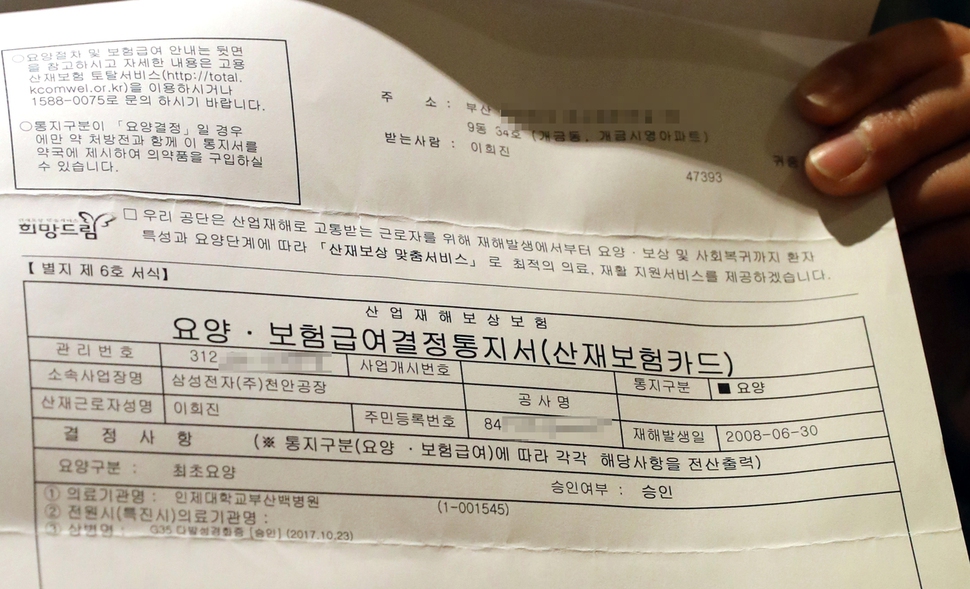 ○요양절차 및 보험급여 안내는 뒷면
을 참고하시고 자세한 내용은 고용
산재보험 토탈서비스(http://total.
kcomwel.or.kr)을 이용하시거나
1588-0075로 문의 하시기 바랍니다.
○통지구분이 「요양결정」일 경우
에만 약 처방전과 함께 이 통지서를
약국에 제시하여 의약품을 구입하실
수 있습니다.
주 소 : 부산
9동 34호 (개금동, 개금시영아파트)
받는사람 : 이희진
귀중
47393
희망드림
□ 우리 공단은 산업재해로 고통받는 근로자를 위해 재해발생에서부터 요양·보상 및 사회복귀까지 환자
특성과 요양단계에 따라 「산재보상 맞춤서비스」로 최적의 의료, 재활 지원서비스를 제공하겠습니다.
【 별지 제 6호 서식】
산 업 재 해 보 상 보 험
요양 · 보험급여결정통지서(산재보험카드)
관 리 번 호 312 사업개시번호 통지구분 ■ 요양
소속사업장명 삼성전자(주)천안공장 공 사 명
산재근로자성명 이희진 주민등록번호 84 재해발생일 2008-06-30
결 정 사 항 (※ 통지구분(요양 · 보험급여)에 따라 각각 해당사항을 전산출력)
요양구분 : 최초요양 승인여부 : 승인
① 의료기관명 : 인제대학교부산백병원 (1-001545)
② 전원시(특진시)의료기관명 :
③ 상병명 : G35 다발성경화증 [승인] (2017.10.23)